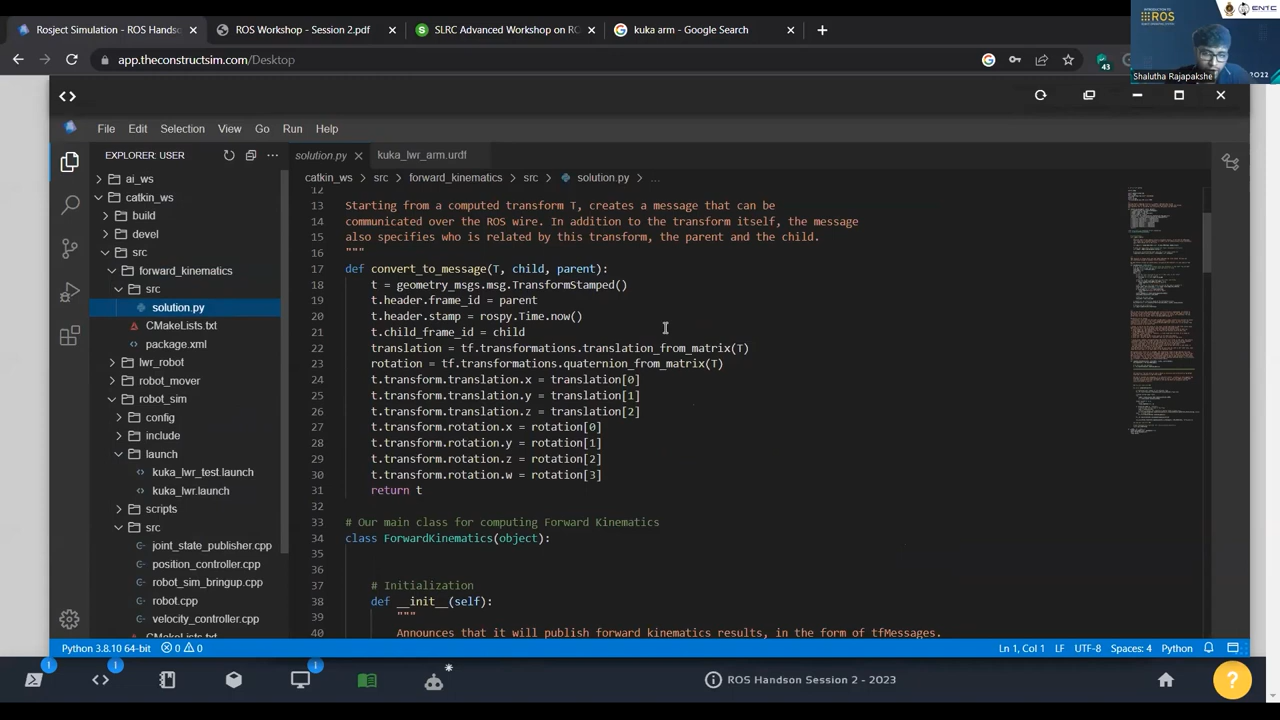 Rosject Simulation - ROS Handso
ROS Workshop - Session 2.pdf
Advanced Workshop on RO
kuka arm - Google Search
INTRODUCTION TO
ROS
ENTC
app.theconstructsim.com/Desktop
43
Shalutha Rajapakshe
2022
File Edit Selection View Go Run Help
EXPLORER: USER
solution.py
kuka_lwr_arm.urdf
catkin_ws > src > forward_kinematics > src > solution.py > ...
ai_ws
catkin_ws
build
devel
src
forward_kinematics
src
solution.py
CMakeLists.txt
package.xml
lwr_robot
robot_mover
robot_sim
config
include
launch
kuka_lwr_test.launch
kuka_lwr.launch
scripts
src
joint_state_publisher.cpp
position_controller.cpp
robot_sim_bringup.cpp
robot.cpp
velocity_controller.cpp
CMakeLists.txt
12
13 Starting from a computed transform T, creates a message that can be
14 communicated over the ROS wire. In addition to the transform itself, the message
15 also specifies who is related by this transform, the parent and the child.
16 """
17 def convert_to_message(T, child, parent):
18 t = geometry_msgs.msg.TransformStamped()
19 t.header.frame_id = parent
20 t.header.stamp = rospy.Time.now()
21 t.child_frame_id = child
22 translation = tf.transformations.translation_from_matrix(T)
23 rotation = tf.transformations.quaternion_from_matrix(T)
24 t.transform.translation.x = translation[0]
25 t.transform.translation.y = translation[1]
26 t.transform.translation.z = translation[2]
27 t.transform.rotation.x = rotation[0]
28 t.transform.rotation.y = rotation[1]
29 t.transform.rotation.z = rotation[2]
30 t.transform.rotation.w = rotation[3]
31 return t
32
33 # Our main class for computing Forward Kinematics
34 class ForwardKinematics(object):
35
36
37 # Initialization
38 def __init__(self):
39 """
40 Announces that it will publish forward kinematics results, in the form of tfMessages.
Python 3.8.10 64-bit 0 0
Ln 1, Col 1 LF UTF-8 Spaces: 4 Python
1
1
1
ROS Handson Session 2 - 2023
?